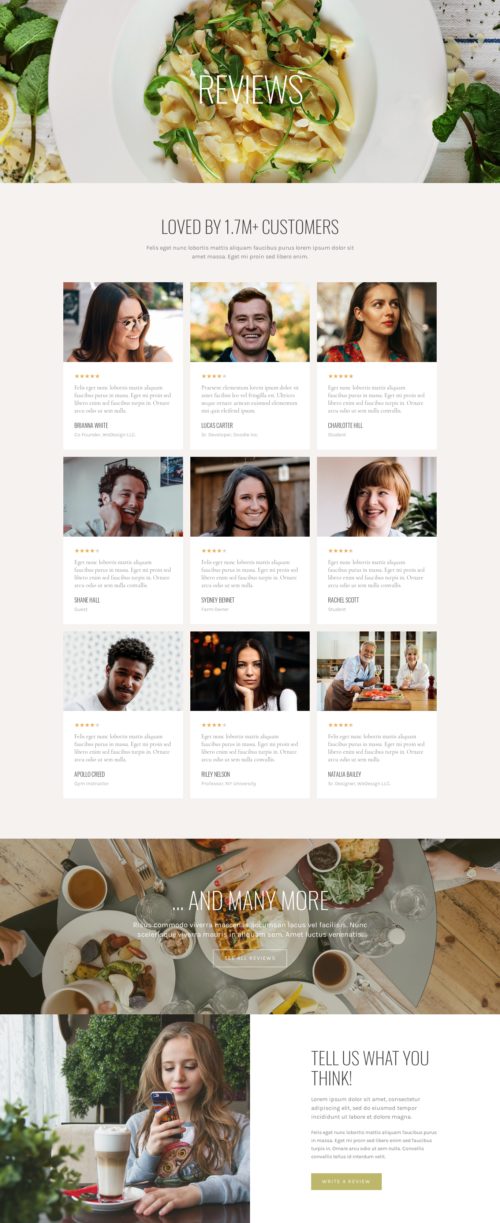 REVIEWS
LOVED BY 1.7M+ CUSTOMERS
Felis eget nunc lobortis mattis aliquam faucibus purus lorem ipsum dolor sit
amet massa. Eget mi proin sed libero enim.
★★★★★
Felis eget nunc lobortis mattis aliquam
faucibus purus in massa. Eget mi proin sed
libero enim sed faucibus turpis in. Ornare
arcu odio ut sem nulla.
BRIANNA WHITE
Co Founder, WeDesign LLC.
★★★★★
Praesent elementum lorem ipsum dolor sit
amet facilisis leo vel fringilla est. Ultrices
neque ornare aenean euismod elementum
nisi quis eleifend ipsum.
LUCAS CARTER
Sr. Developer, Doodle Inc
★★★★★
Eget nunc lobortis mattis aliquam
faucibus purus in massa. Eget mi proin sed
libero enim sed faucibus turpis in. Ornare
arcu odio ut sem nulla convallis.
CHARLOTTE HILL
Student
★★★★★
Eget nunc lobortis mattis aliquam
faucibus purus in massa. Eget mi proin sed
libero enim sed faucibus turpis in. Ornare
arcu odio ut sem nulla convallis.
SHANE HALL
Guest
★★★★★
Felis eget nunc lobortis mattis aliquam
faucibus purus in massa. Eget mi proin sed
libero enim sed faucibus turpis in. Ornare
arcu odio ut sem nulla.
SYDNEY BENNET
Farm Owner
★★★★★
Eget nunc lobortis mattis aliquam
faucibus purus in massa. Eget mi proin sed
libero enim sed faucibus turpis in. Ornare
arcu odio ut sem nulla convallis.
RACHEL SCOTT
Student
★★★★★
Felis eget nunc lobortis mattis aliquam
faucibus purus in massa. Eget mi proin sed
libero enim sed faucibus turpis in. Ornare
arcu odio ut sem nulla.
APOLLO CREED
Gym Instructor
★★★★★
Eget nunc lobortis mattis aliquam
faucibus purus in massa. Eget mi proin sed
libero enim sed faucibus turpis in. Ornare
arcu odio ut sem nulla convallis.
RILEY NELSON
Professor, NY University
★★★★★
Felis eget nunc lobortis mattis aliquam
faucibus purus in massa. Eget mi proin sed
libero enim sed faucibus turpis in. Ornare
arcu odio ut sem nulla.
NATALIA BAILEY
Sr. Designer, WeDesign LLC.
... AND MANY MORE
Risus commodo viverra maecenas accumsan lacus vel facilisis. Nunc
scelerisque viverra mauris in aliquam sem. Amet luctus venenatis.
SEE ALL REVIEWS
TELL US WHAT YOU
THINK!
Lorem ipsum dolor sit amet, consectetur
adipiscing elit, sed do eiusmod tempor
incididunt ut labore et dolore magna.
Felis eget nunc lobortis mattis aliquam faucibus purus
in massa. Eget mi proin sed libero enim sed faucibus
turpis in. Ornare arcu odio ut sem nulla. Convallis
convallis tellus id interdum velit.
WRITE A REVIEW